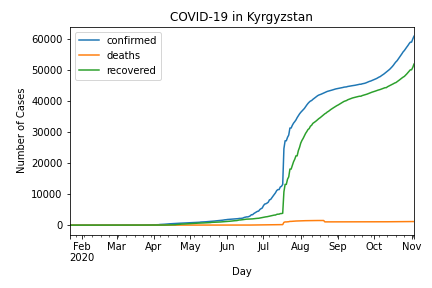 COVID-19 in Kyrgyzstan
confirmed
deaths
recovered
Number of Cases
60000
50000
40000
30000
20000
10000
0
Feb Mar Apr May Jun Jul Aug Sep Oct Nov
2020
Day